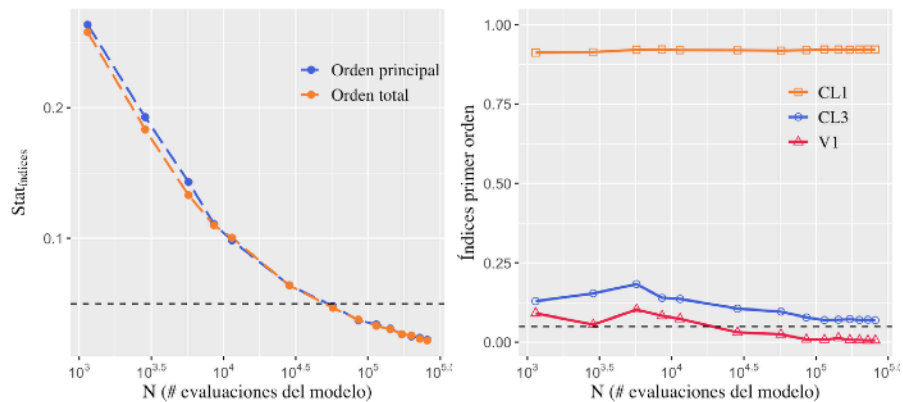 Orden principal
Orden total
0.2
0.1
Stat_índices
10^3
10^3.5
10^4
10^4.5
10^5
10^5.
N (# evaluaciones del modelo)
1.00
0.75
0.50
0.25
0.00
Índices primer orden
CL1
CL3
V1
10^3
10^3.5
10^4
10^4.5
10^5
10^5.5
N (# evaluaciones del modelo)